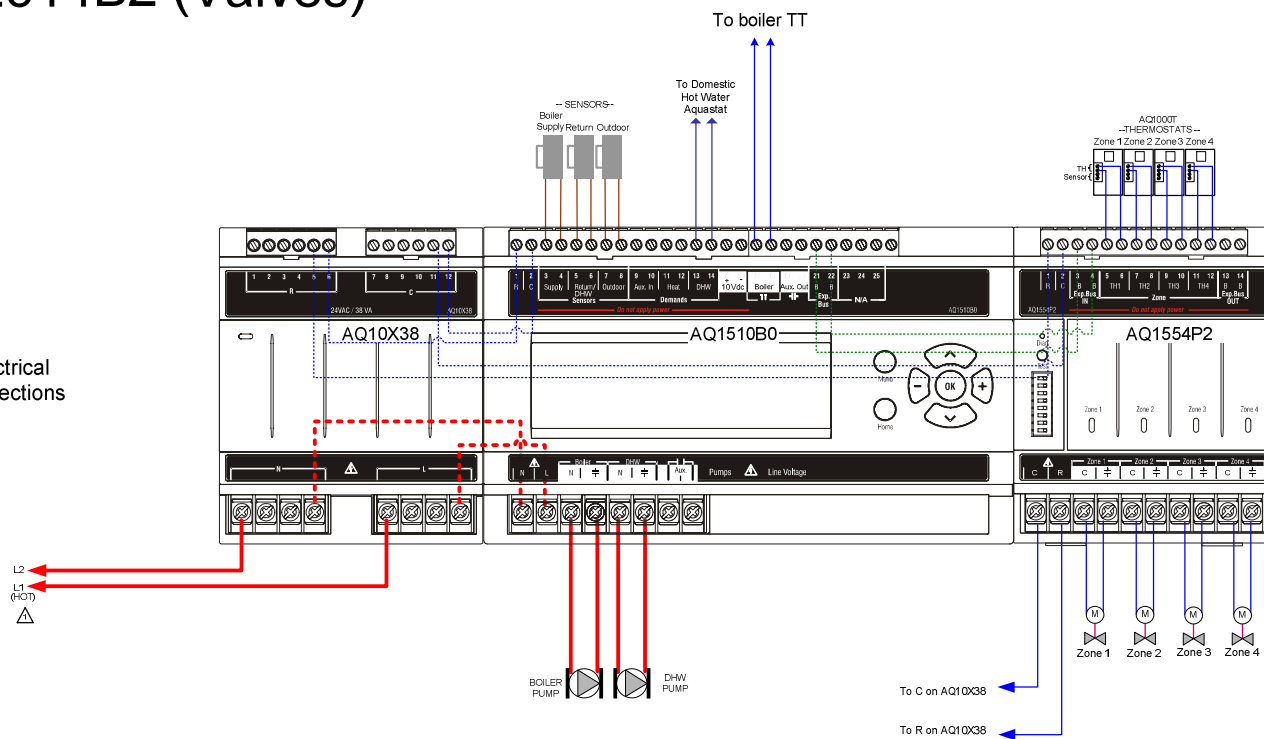 (Valves)
To boiler TT
To Domestic
Hot Water
Aquastat
-- SENSORS--
Boiler
Supply Return Outdoor
AQ1000T
--THERMOSTATS --
Zone 1 Zone 2 Zone 3 Zone 4
TH
Sensor
1 2 3 4 5 6 7 8 9 10 11 12
R C
24VAC / 38 VA AQ10X38
1 2 3 4 5 6 7 8 9 10 11 12 13 14 + - 21 22 23 24 25
R C Supply Return/ Outdoor Aux. In Heat DHW 10Vdc Boiler Aux. Out B B
DHW
Sensors Demands Exp. N/A
Bus
Do not apply power AQ1510B0
1 2 3 4 5 6 7 8 9 10 11 12 13 14
R C B B TH1 TH2 TH3 TH4 B B
Exp.Bus Zone Exp.Bus
IN OUT
AQ1554P2 Do not apply power
AQ10X38 AQ1510B0 AQ1554P2
ctrical
ections
Menu
OK
Home
Zone 1 Zone 2 Zone 3 Zone 4
N L
Boiler DHW
N L N N Aux. Pumps Line Voltage
Zone 1 Zone 2 Zone 3 Zone 4
C R C C C C
L2
L1
(HOT)
1
M M M M
Zone 1 Zone 2 Zone 3 Zone 4
BOILER
PUMP
DHW
PUMP
To C on AQ10X38
To R on AQ10X38